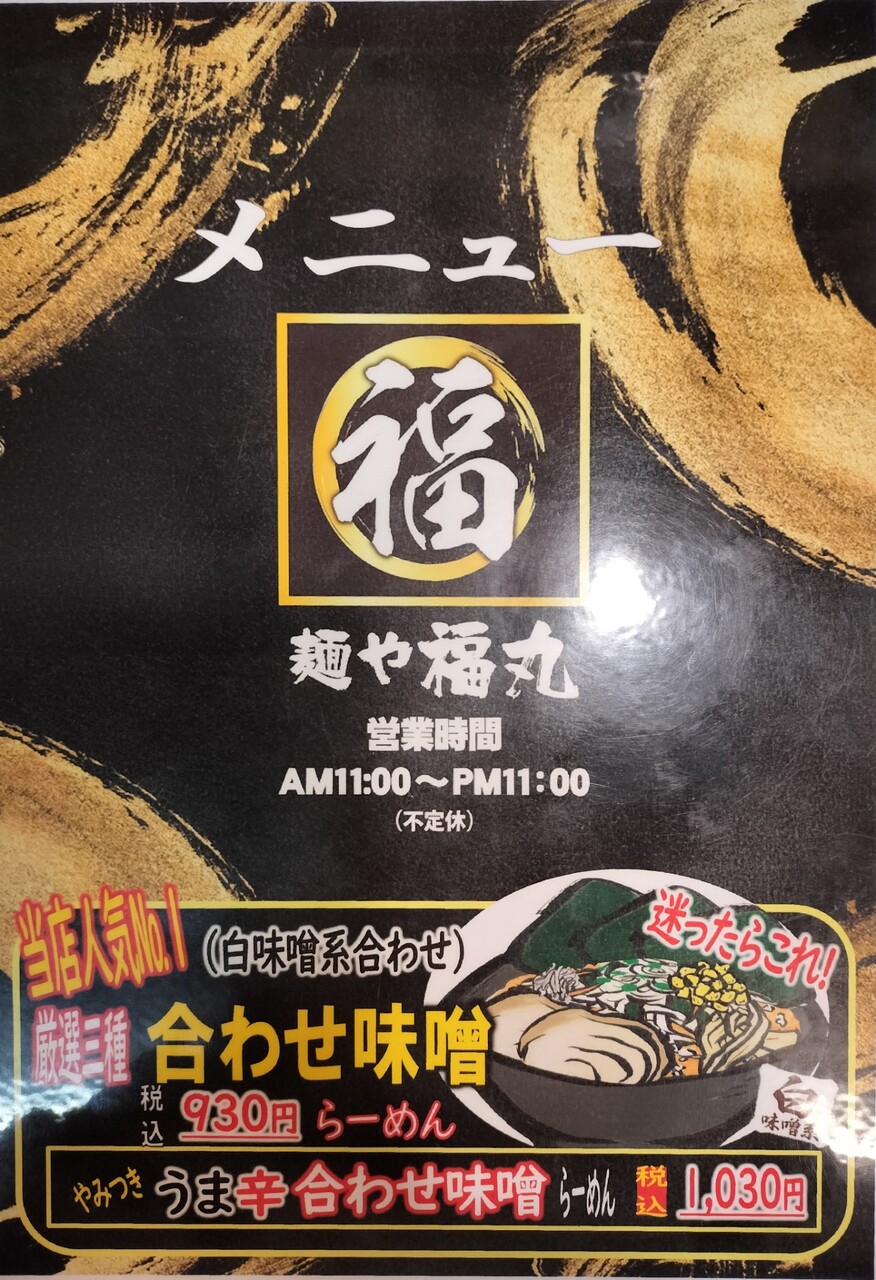 メニュー
福
麺や福丸
営業時間
AM11:00～PM11:00
(不定休)
当店人気No.1
(白味噌系合わせ)
迷ったらこれ!
厳選三種
合わせ味噌
税込
930円 らーめん
白
味噌系
やみつき うま辛合わせ味噌 らーめん 税込 1,030円